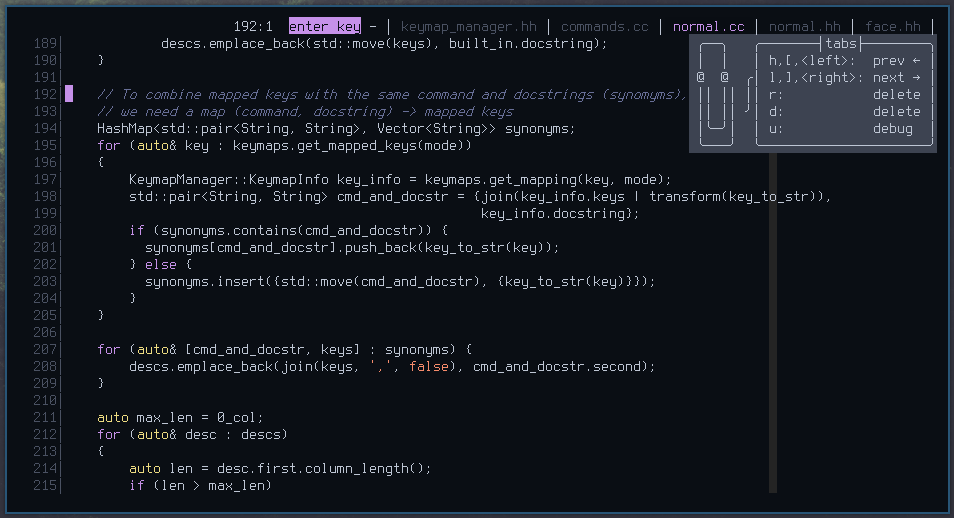 192:1 enter key - │ keymap_manager.hh │ commands.cc │ normal.cc │ normal.hh │ face.hh │
189│            descs.emplace_back(std::move(keys), built_in.docstring);
190│    }
191│
192│    // To combine mapped keys with the same command and docstrings (synomyms),
193│    // we need a map (command, docstring) -> mapped keys
194│    HashMap<std::pair<String, String>, Vector<String>> synonyms;
195│    for (auto& key : keymaps.get_mapped_keys(mode))
196│    {
197│        KeymapManager::KeymapInfo key_info = keymaps.get_mapping(key, mode);
198│        std::pair<String, String> cmd_and_docstr = {join(key_info.keys | transform(key_to_str)),
199│                                                    key_info.docstring};
200│        if (synonyms.contains(cmd_and_docstr)) {
201│          synonyms[cmd_and_docstr].push_back(key_to_str(key));
202│        } else {
203│          synonyms.insert({std::move(cmd_and_docstr), {key_to_str(key)}});
204│        }
205│    }
206│
207│    for (auto& [cmd_and_docstr, keys] : synonyms) {
208│        descs.emplace_back(join(keys, ',', false), cmd_and_docstr.second);
209│    }
210│
211│    auto max_len = 0_col;
212│    for (auto& desc : descs)
213│    {
214│        auto len = desc.first.column_length();
215│        if (len > max_len)
tabs
h,[,<left>:  prev ←
l,],<right>: next →
r:           delete
d:           delete
u:           debug